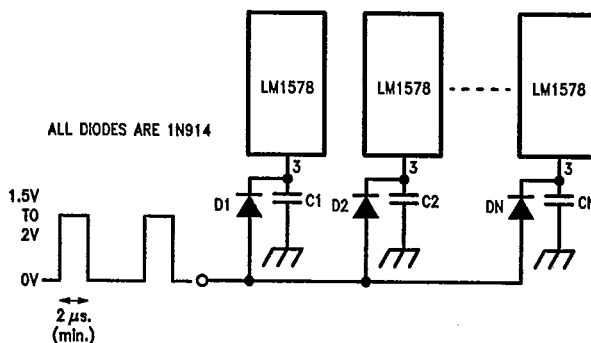 LM1578
LM1578
LM1578
ALL DIODES ARE 1N914
3
3
3
D1
C1
D2
C2
DN
CN
1.5V
TO
2V
0V
2 μs.
(min.)